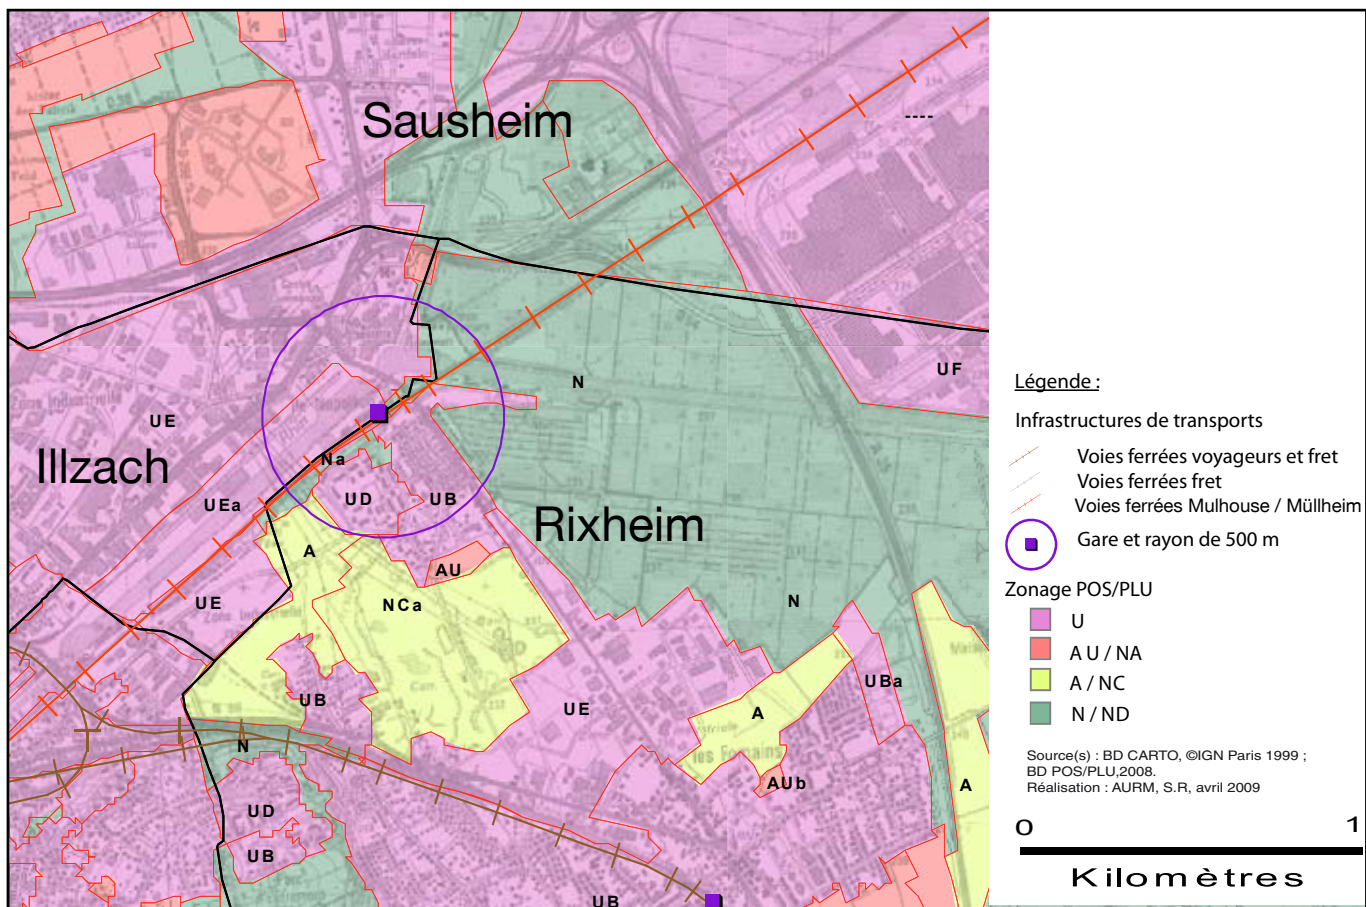 Sausheim
----
UF
N
UE
Illzach
Na
UD
UB
UEa
Rixheim
A
AU
NCa
UE
N
UBa
UB
UE
A
N
AUb
A
UD
UB
UB
Légende :
Infrastructures de transports
Voies ferrées voyageurs et fret
Voies ferrées fret
Voies ferrées Mulhouse / Müllheim
Gare et rayon de 500 m
Zonage POS/PLU
U
A U / NA
A / NC
N / ND
Source(s) : BD CARTO, ©IGN Paris 1999 ;
BD POS/PLU,2008.
Réalisation : AURM, S.R, avril 2009
0 1
Kilomètres